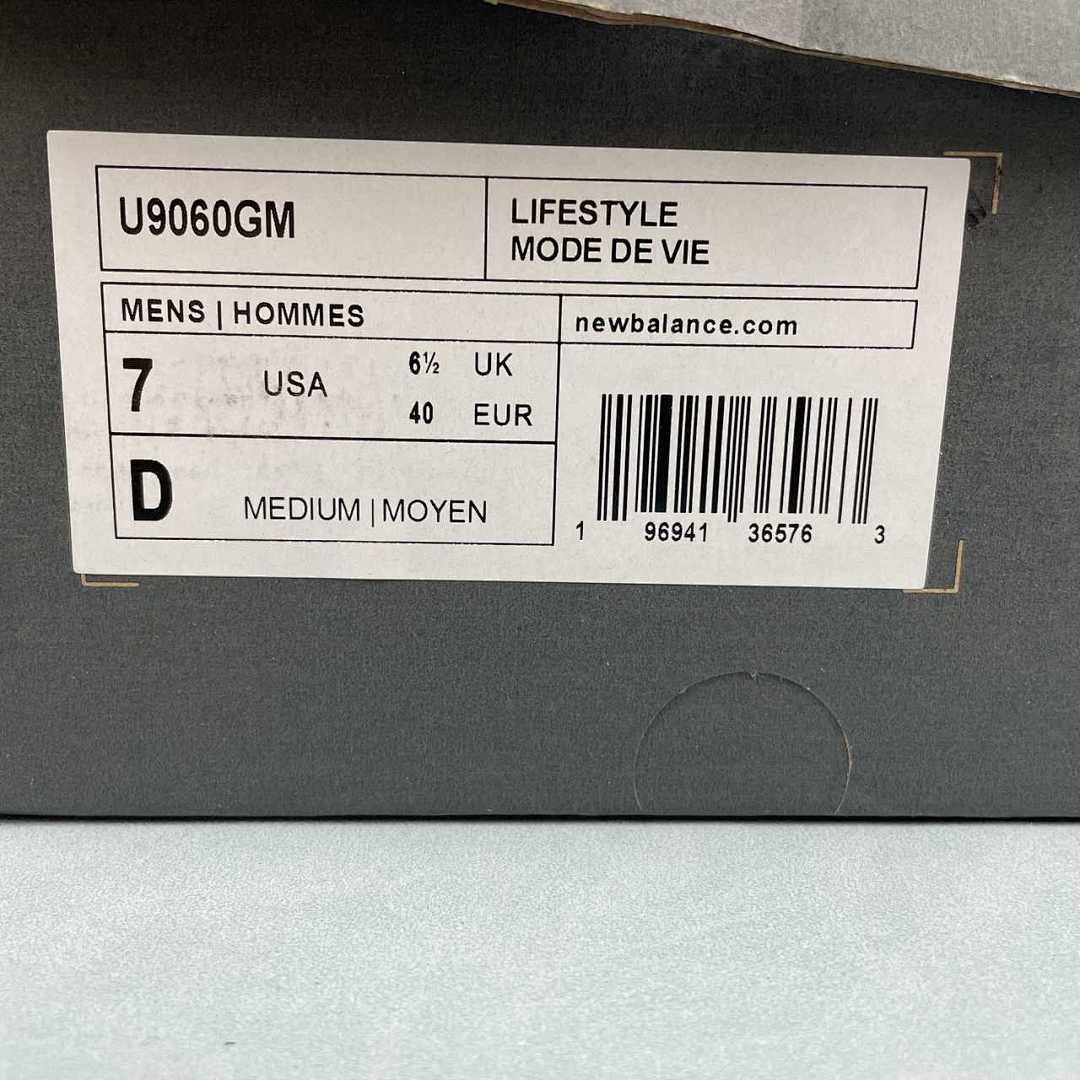 U9060GM
LIFESTYLE
MODE DE VIE
MENS | HOMMES
newbalance.com
7 USA 6½ UK
40 EUR
D MEDIUM | MOYEN
1 96941 36576 3